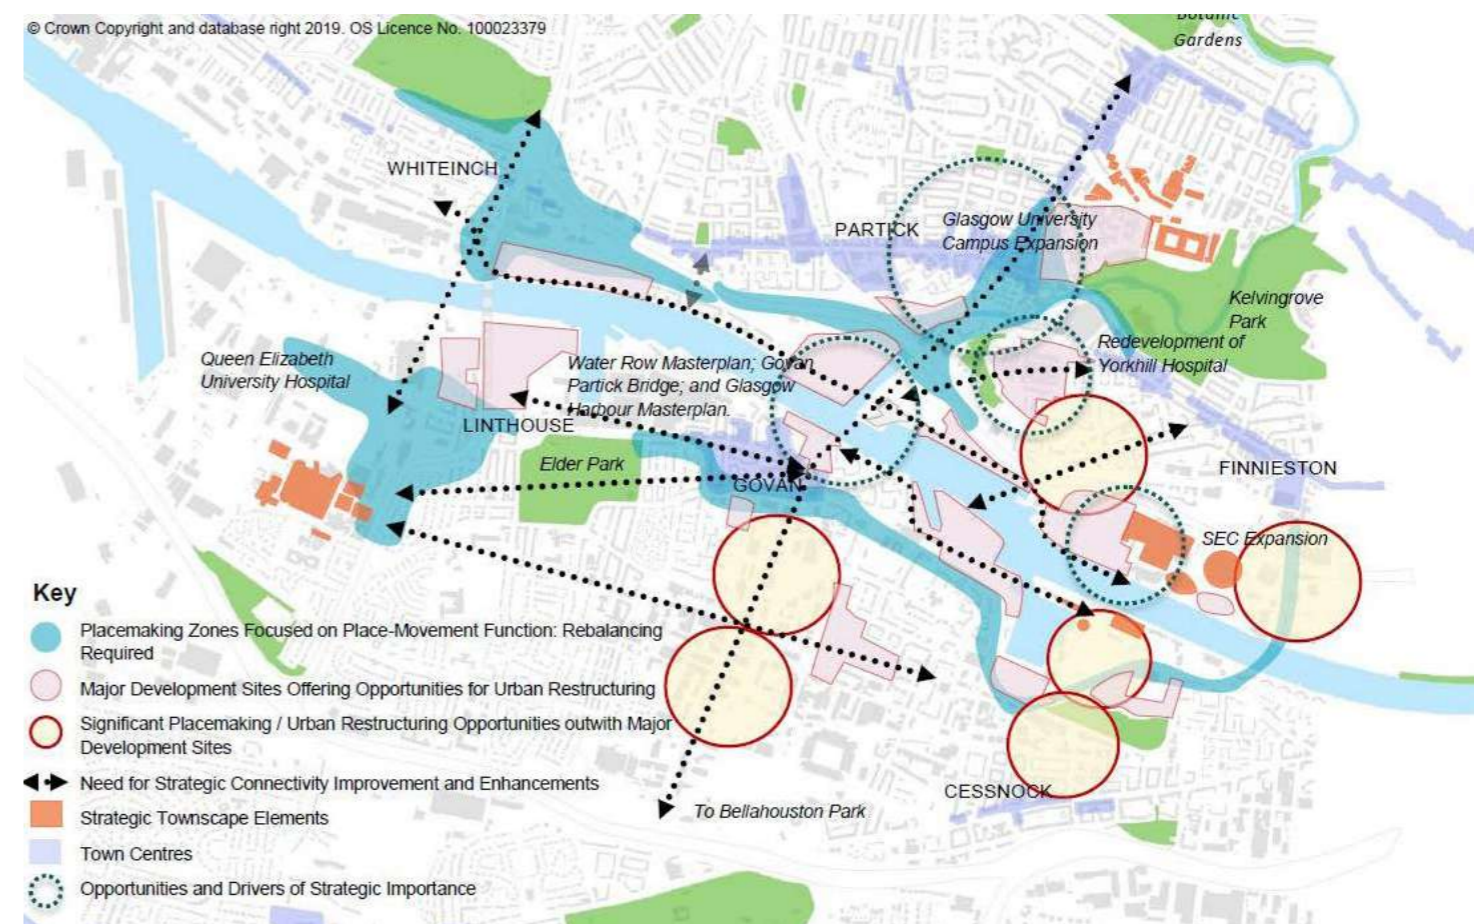 © Crown Copyright and database right 2019. OS Licence No. 100023379
Botanic
Gardens
WHITEINCH
PARTICK
Glasgow University
Campus Expansion
Kelvingrove
Park
Redevelopment of
Yorkhill Hospital
Queen Elizabeth
University Hospital
Water Row Masterplan; Govan
Partick Bridge; and Glasgow
Harbour Masterplan.
LINTHOUSE
Elder Park
GOVAN
FINNIESTON
SEC Expansion
CESSNOCK
To Bellahouston Park
Key
Placemaking Zones Focused on Place-Movement Function: Rebalancing
Required
Major Development Sites Offering Opportunities for Urban Restructuring
Significant Placemaking / Urban Restructuring Opportunities outwith Major
Development Sites
Need for Strategic Connectivity Improvement and Enhancements
Strategic Townscape Elements
Town Centres
Opportunities and Drivers of Strategic Importance